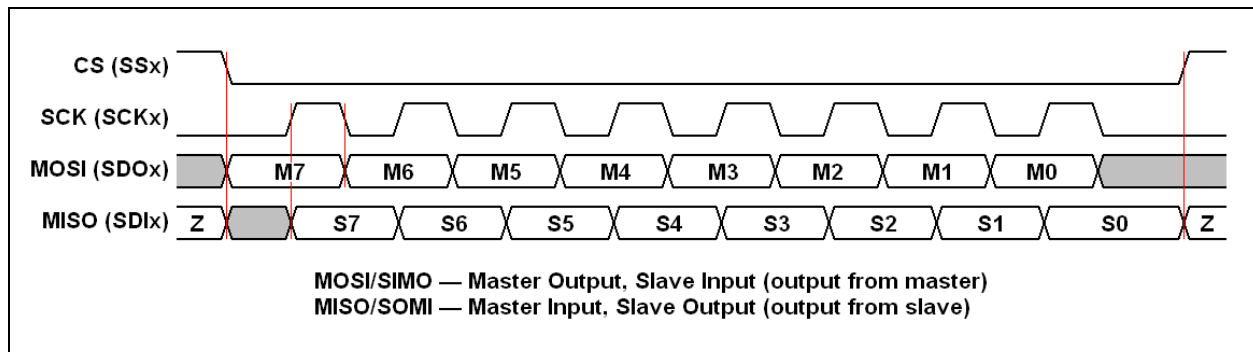 CS (SSx)
SCK (SCKx)
MOSI (SDOx) M7 M6 M5 M4 M3 M2 M1 M0
MISO (SDIx) Z S7 S6 S5 S4 S3 S2 S1 S0 Z
MOSI/SIMO — Master Output, Slave Input (output from master)
MISO/SOMI — Master Input, Slave Output (output from slave)